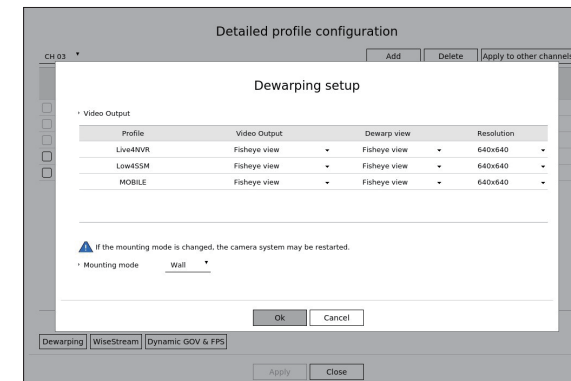 Detailed profile configuration
CH 03 Add Delete Apply to other channels
Dewarping setup
Video Output
Profile Video Output Dewarp view Resolution
Live4NVR Fisheye view Fisheye view 640x640
Low4SSM Fisheye view Fisheye view 640x640
MOBILE Fisheye view Fisheye view 640x640
If the mounting mode is changed, the camera system may be restarted.
Mounting mode Wall
Ok Cancel
Dewarping WiseStream Dynamic GOV & FPS
Apply Close